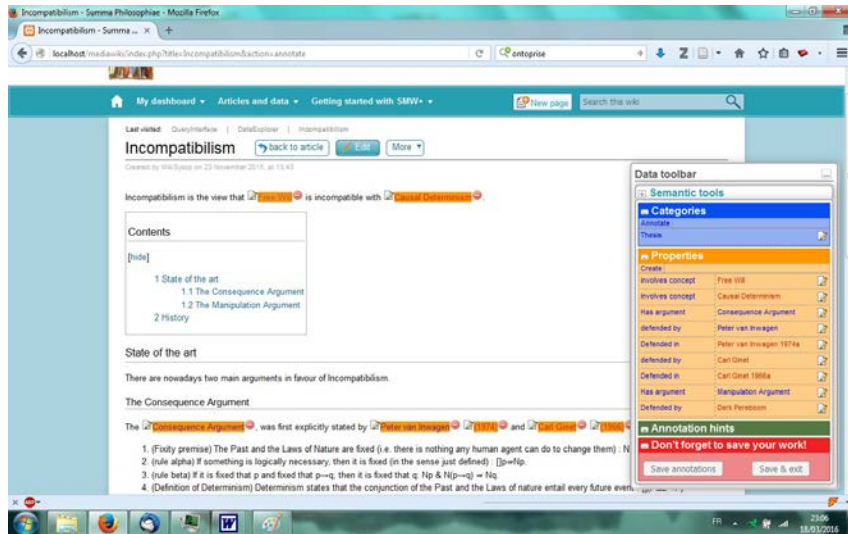 Incompatibilism - Summa Philosophiae - Mozilla Firefox
Incompatibilism - Summa ... × +
localhost/mediawiki/index.php?title=Incompatibilism&action=annotate
ontoprise
My dashboard Articles and data Getting started with SMW+ New page Search this wiki
Last visited: QueryInterface | DataExplorer | Incompatibilism
Incompatibilism back to article Edit More
Created by WikiSysop on 23 November 2015, at 15:43
Incompatibilism is the view that Free Will is incompatible with Causal Determinism.
Contents
[hide]
1 State of the art
1.1 The Consequence Argument
1.2 The Manipulation Argument
2 History
State of the art
There are nowadays two main arguments in favour of Incompatibilism.
The Consequence Argument
The Consequence Argument, was first explicitly stated by Peter van Inwagen (1974) and Carl Ginet (1966)
1. (Fixity premise) The Past and the Laws of Nature are fixed (i.e. there is nothing any human agent can do to change them) : N
2. (rule alpha) If something is logically necessary, then it is fixed (in the sense just defined) : []p⇒Np.
3. (rule beta) If it is fixed that p and fixed that p→q, then it is fixed that q: Np & N(p→q) ⇒ Nq.
4. (Definition of Determinism) Determinism states that the conjunction of the Past and the Laws of nature entail every future event
Data toolbar
Semantic tools
Categories
Annotate
Thesis
Properties
Create
involves concept Free Will
involves concept Causal Determinism
Has argument Consequence Argument
defended by Peter van Inwagen
Defended in Peter van Inwagen 1974a
defended by Carl Ginet
Defended in Carl Ginet 1966a
Has argument Manipulation Argument
Defended by Derk Pereboom
Annotation hints
Don't forget to save your work!
Save annotations Save & exit
ABP
FR
23:06
18/03/2016